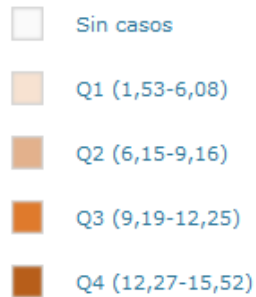 Sin casos
Q1 (1,53-6,08)
Q2 (6,15-9,16)
Q3 (9,19-12,25)
Q4 (12,27-15,52)